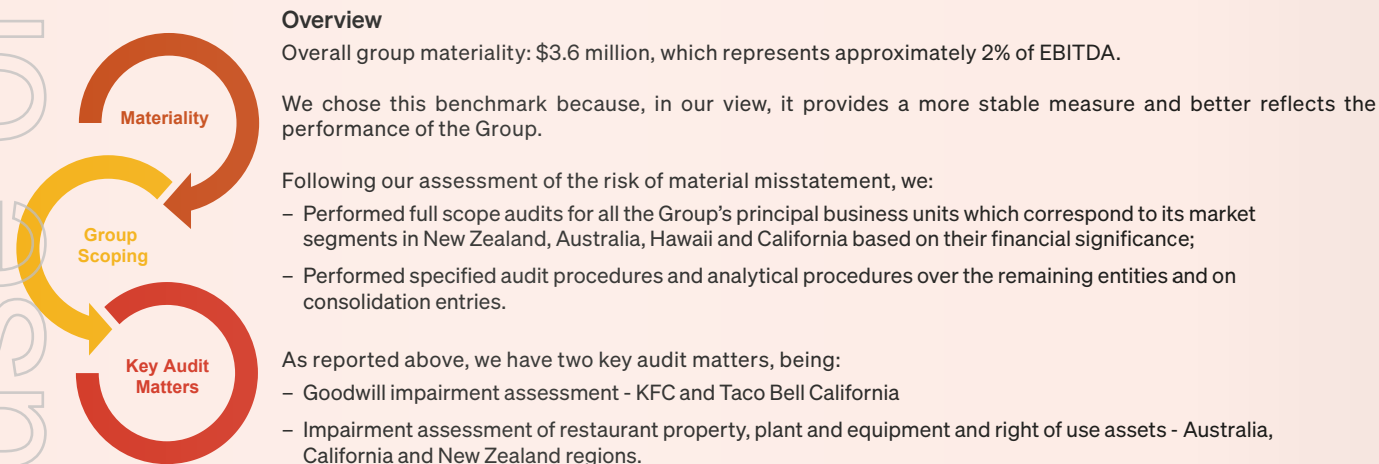 Overview
Overall group materiality: $3.6 million, which represents approximately 2% of EBITDA.
Materiality
We chose this benchmark because, in our view, it provides a more stable measure and better reflects the
performance of the Group.
Following our assessment of the risk of material misstatement, we:
– Performed full scope audits for all the Group's principal business units which correspond to its market
segments in New Zealand, Australia, Hawaii and California based on their financial significance;
Group
Scoping
– Performed specified audit procedures and analytical procedures over the remaining entities and on
consolidation entries.
As reported above, we have two key audit matters, being:
Key Audit
Matters
– Goodwill impairment assessment - KFC and Taco Bell California
– Impairment assessment of restaurant property, plant and equipment and right of use assets - Australia,
California and New Zealand regions.